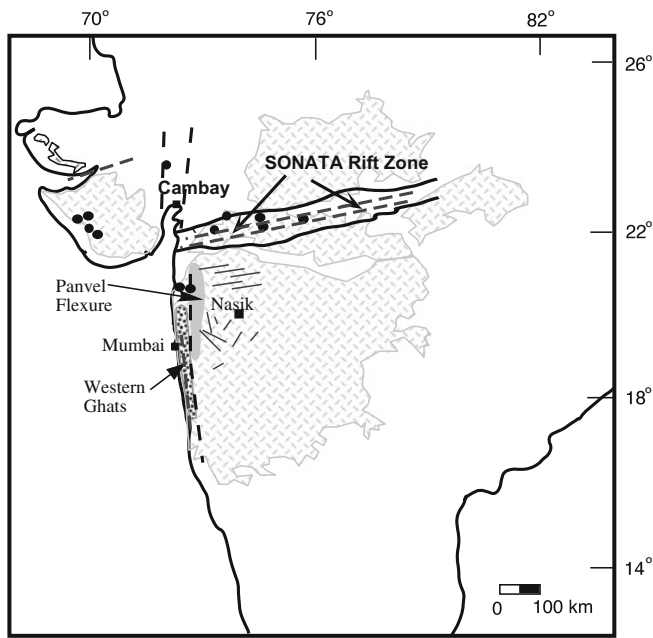 70°
76°
82°
26°
SONATA Rift Zone
Cambay
22°
Panvel
Flexure
Nasik
Mumbai
18°
Western
Ghats
14°
0
100 km